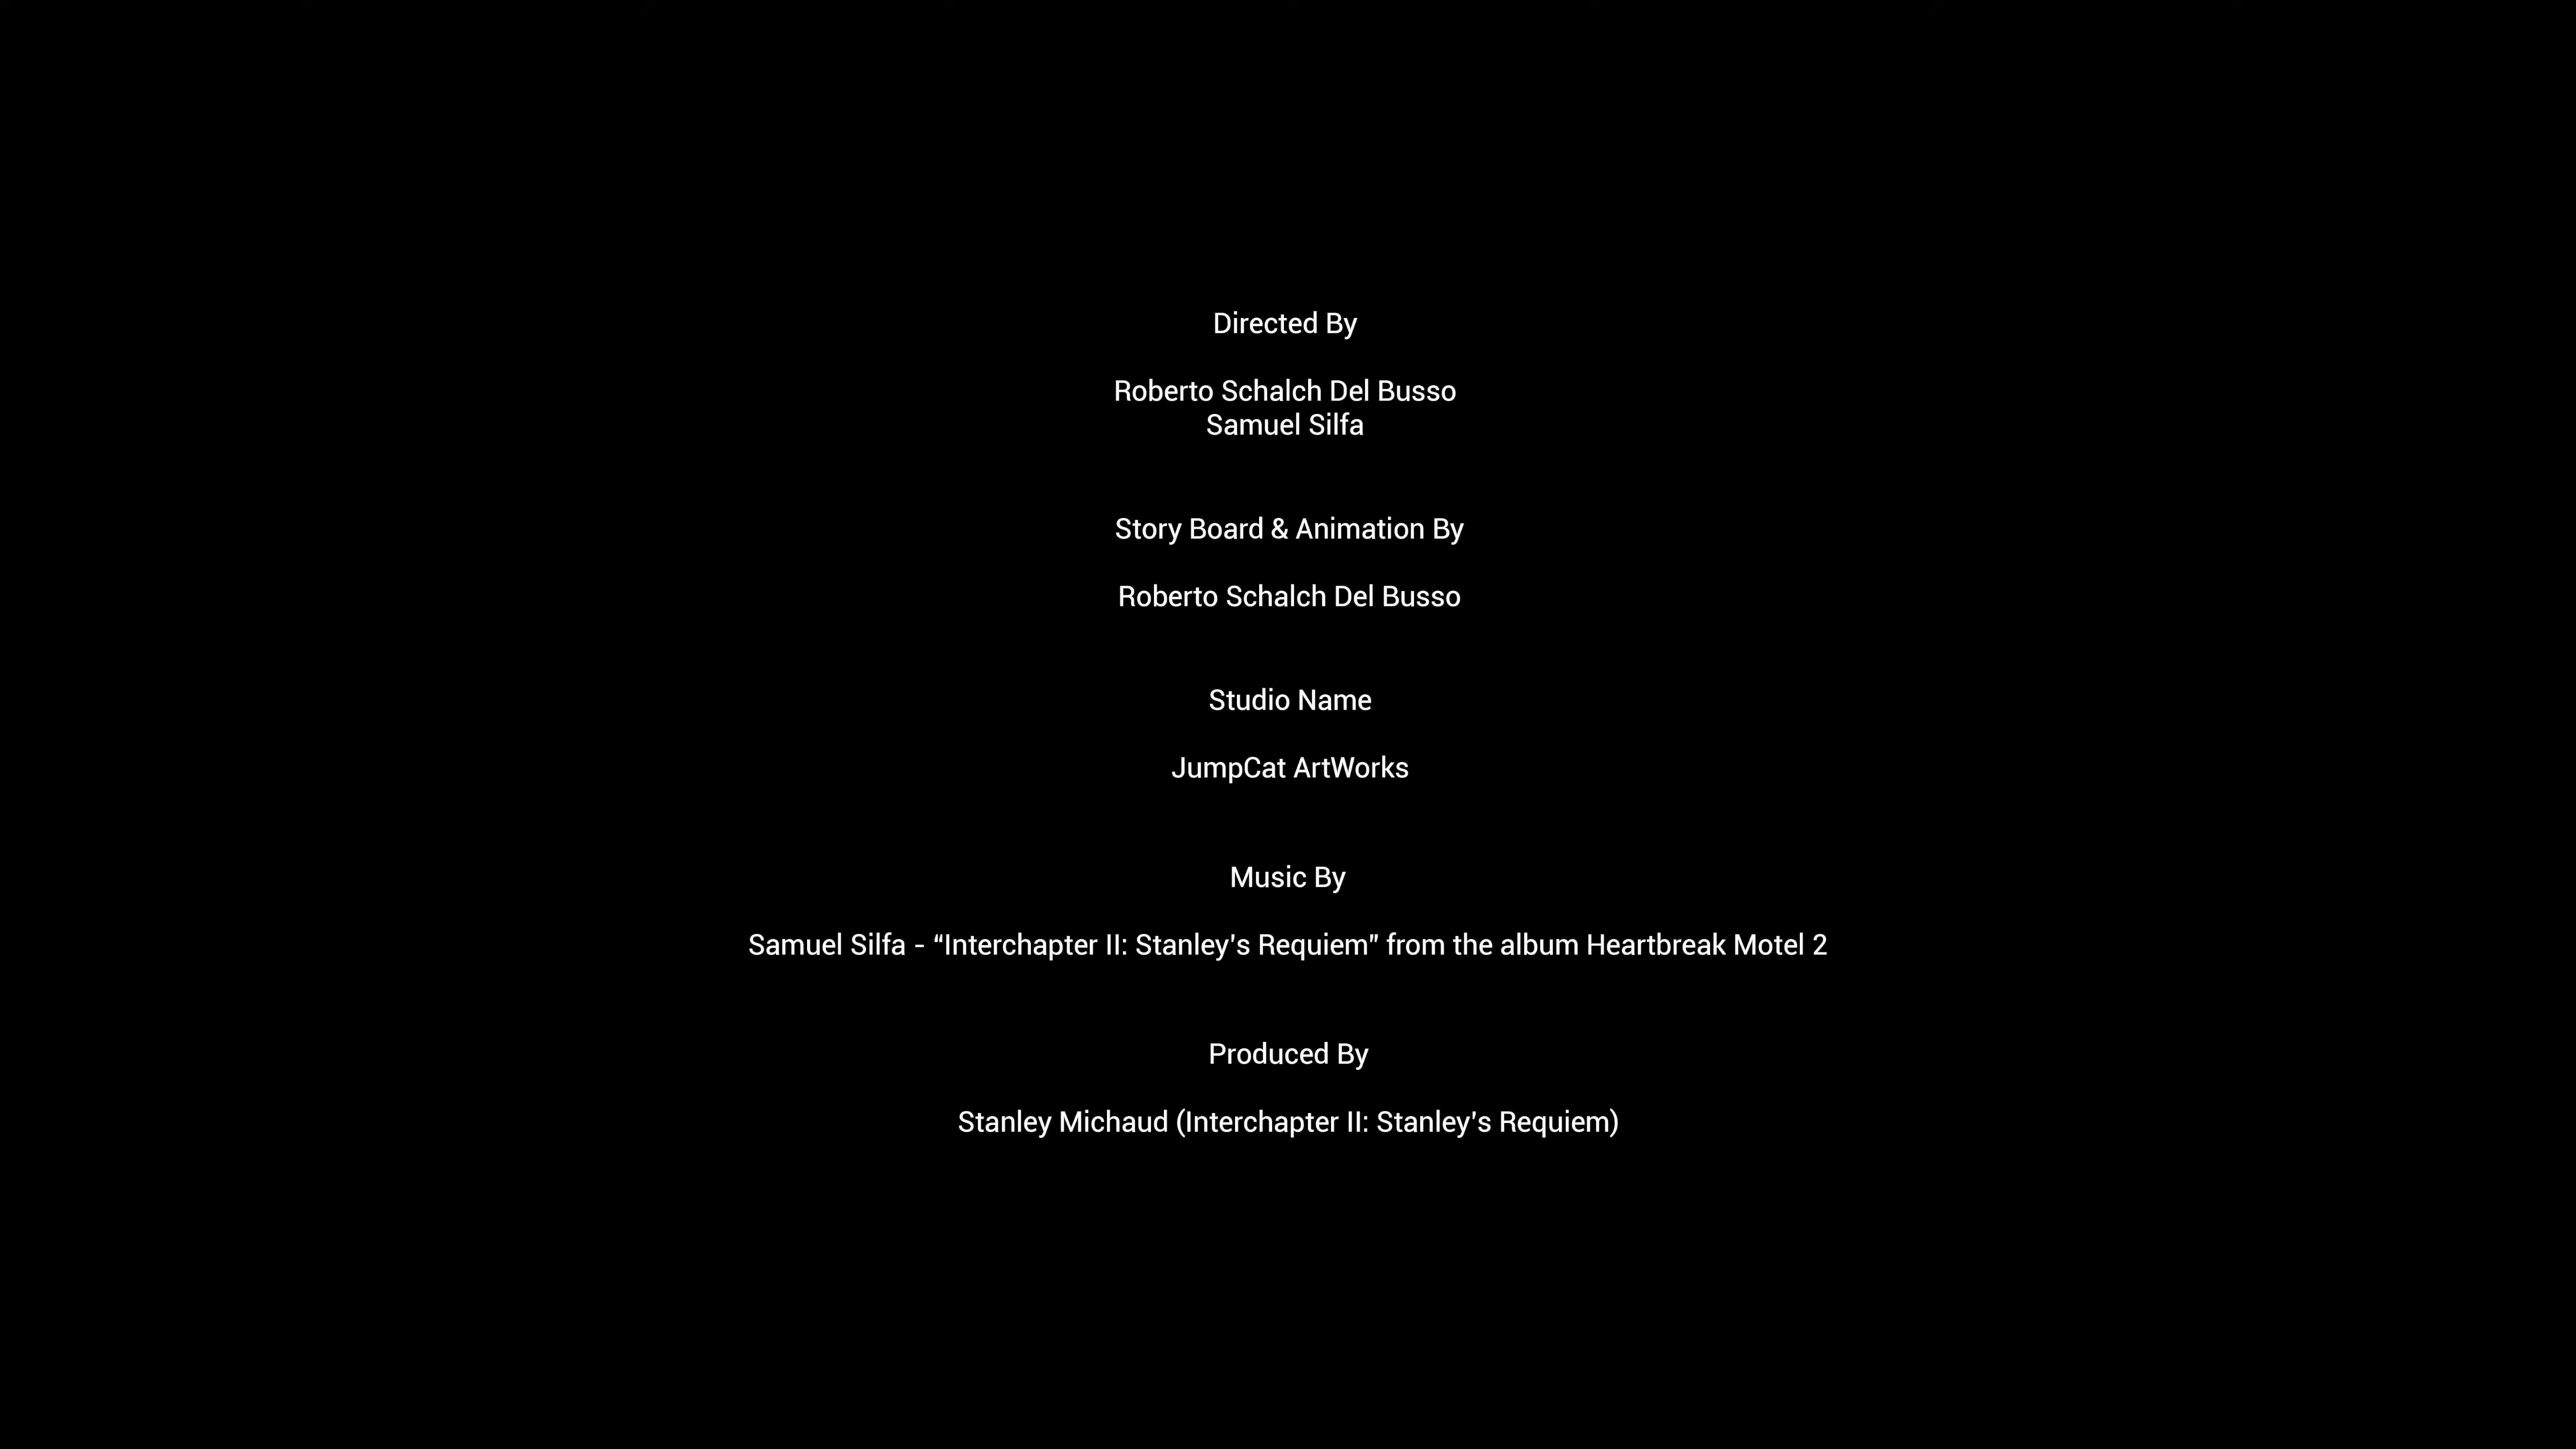 Directed By
Roberto Schalch Del Busso
Samuel Silfa
Story Board & Animation By
Roberto Schalch Del Busso
Studio Name
JumpCat ArtWorks
Music By
Samuel Silfa - “Interchapter II: Stanley's Requiem” from the album Heartbreak Motel 2
Produced By
Stanley Michaud (Interchapter II: Stanley's Requiem)